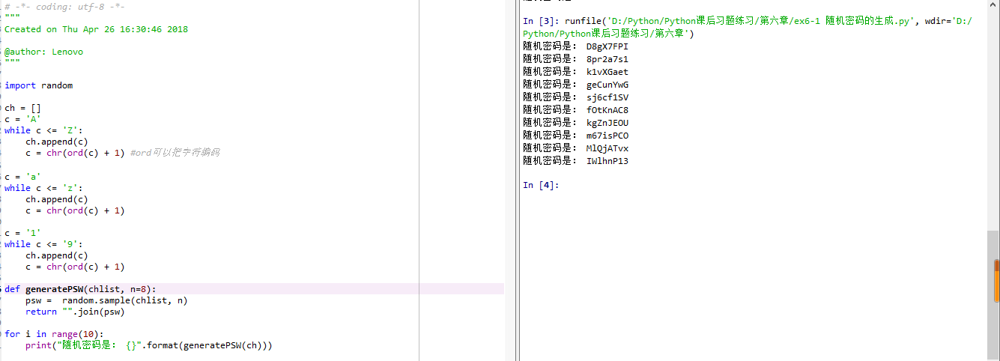 # -*- coding: utf-8 -*-
"""
Created on Thu Apr 26 16:30:46 2018
@author: Lenovo
"""
import random
ch = []
c = 'A'
while c <= 'Z':
    ch.append(c)
    c = chr(ord(c) + 1) #ord可以把字符编码
c = 'a'
while c <= 'z':
    ch.append(c)
    c = chr(ord(c) + 1)
c = '1'
while c <= '9':
    ch.append(c)
    c = chr(ord(c) + 1)
def generatePSW(chlist, n=8):
    psw =  random.sample(chlist, n)
    return "".join(psw)
for i in range(10):
    print("随机密码是： {}".format(generatePSW(ch)))
In [3]: runfile('D:/Python/Python课后习题练习/第六章/ex6-1 随机密码的生成.py', wdir='D:/
Python/Python课后习题练习/第六章')
随机密码是： D8gX7FPI
随机密码是： 8pr2a7s1
随机密码是： k1vXGaet
随机密码是： geCunYwG
随机密码是： sj6cf1SV
随机密码是： fOtKnAC8
随机密码是： kgZnJEOU
随机密码是： m67isPCO
随机密码是： MlQjATvx
随机密码是： IWlhnP13
In [4]: